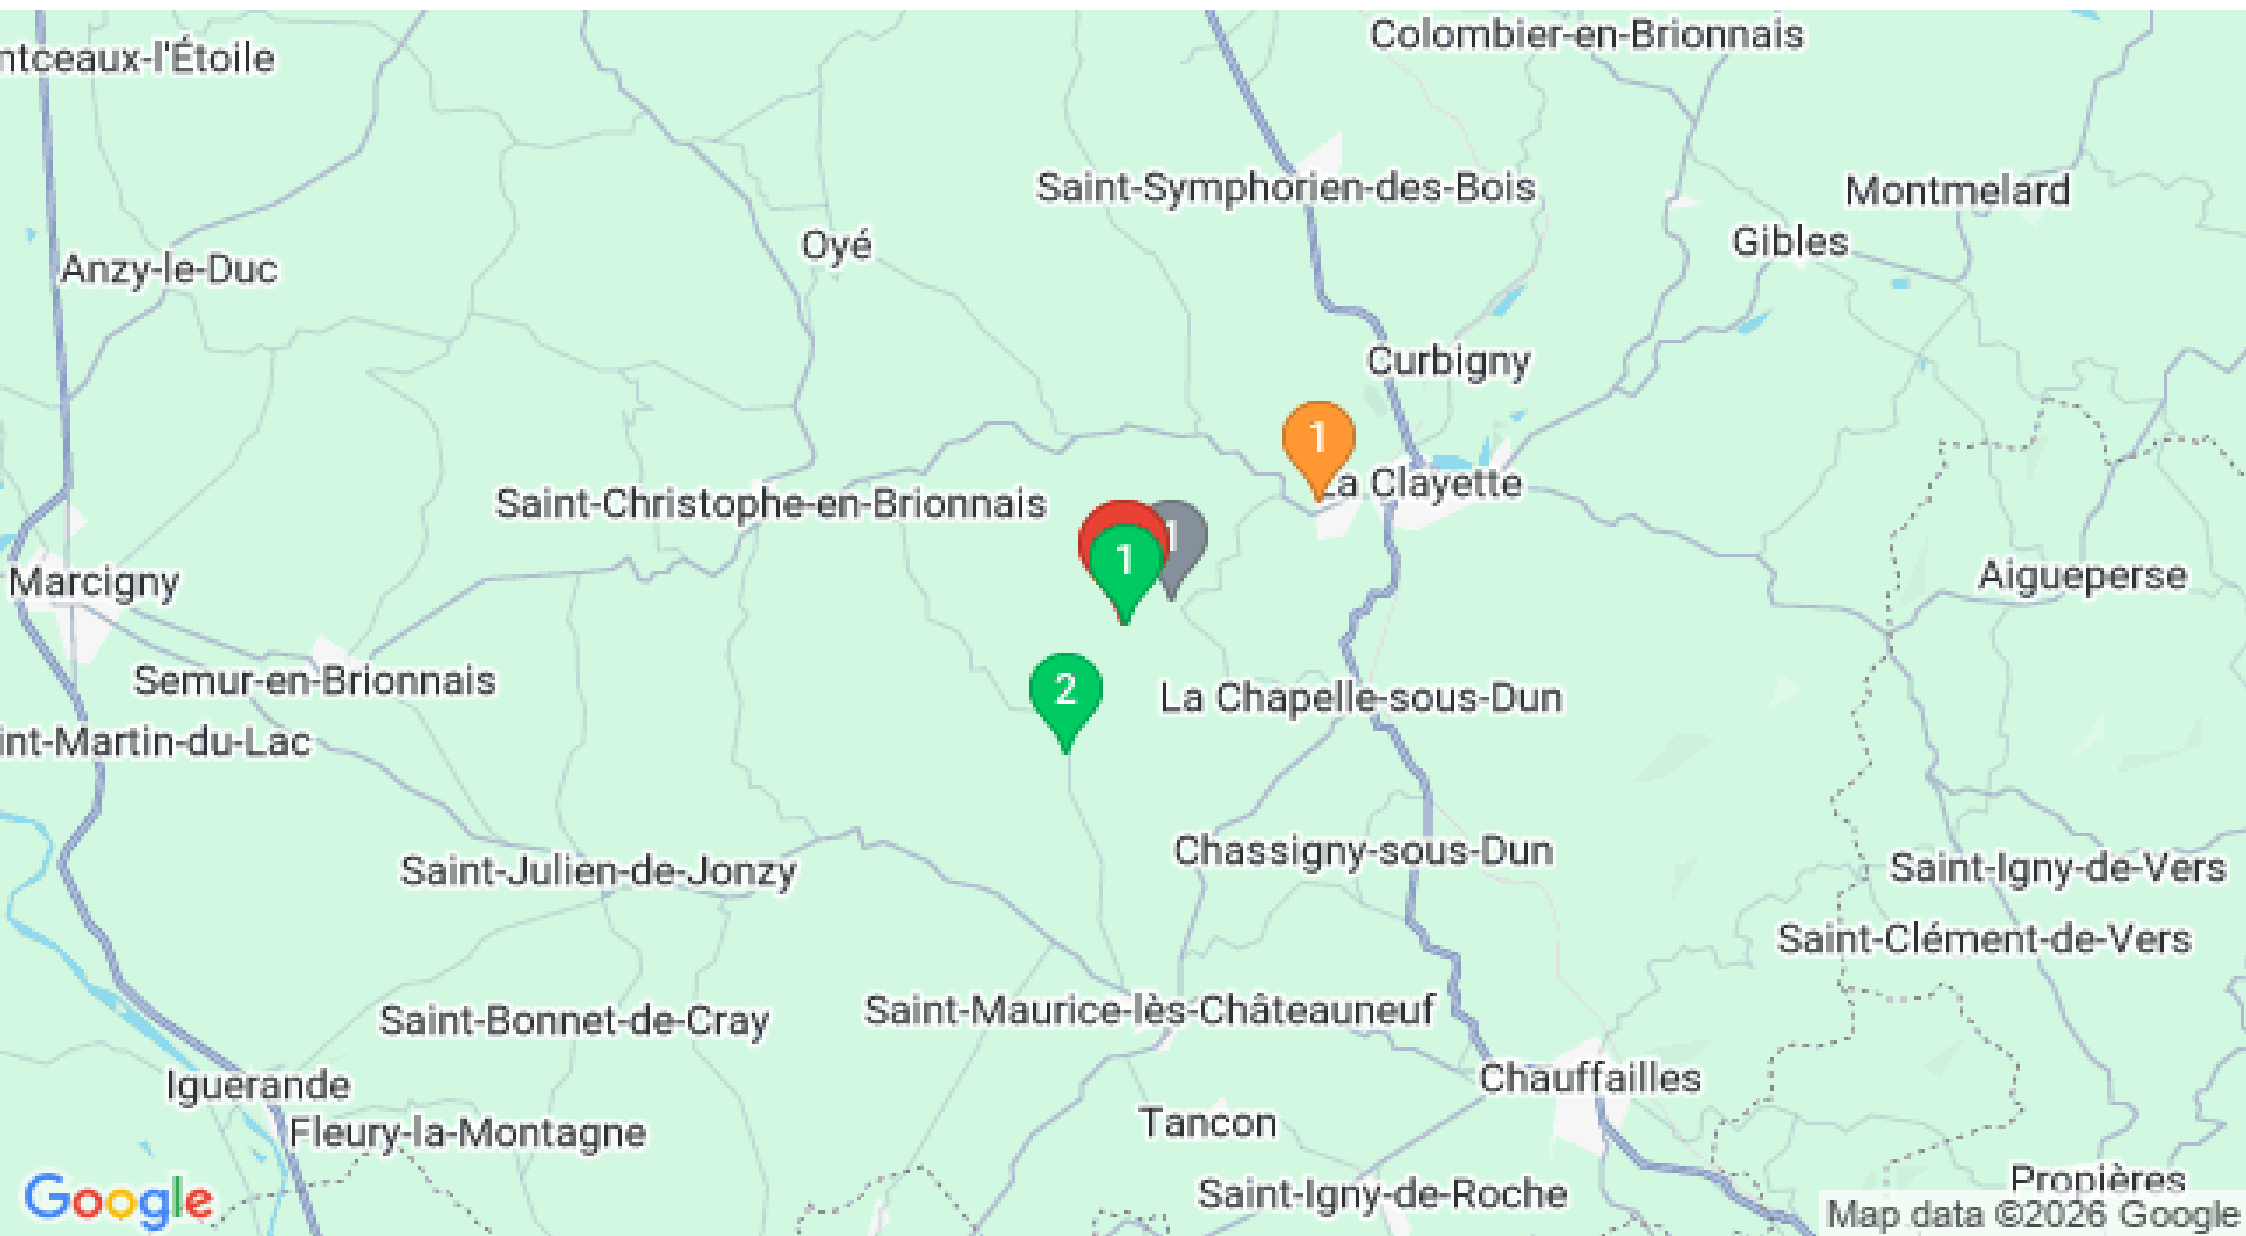 Colombier-en-Brionnais
ntceaux-l'Étoile
Saint-Symphorien-des-Bois
Montmelard
Oyé
Gibles
Anzy-le-Duc
Curbigny
1
La Clayette
Saint-Christophe-en-Brionnais
1
1
Marcigny
Aigueperse
Semur-en-Brionnais
2
La Chapelle-sous-Dun
int-Martin-du-Lac
Chassigny-sous-Dun
Saint-Julien-de-Jonzy
Saint-Igny-de-Vers
Saint-Clément-de-Vers
Saint-Bonnet-de-Cray
Saint-Maurice-lès-Châteauneuf
Iguerande
Chauffailles
Fleury-la-Montagne
Tancon
Propières
Saint-Igny-de-Roche
Google
Map data ©2026 Google